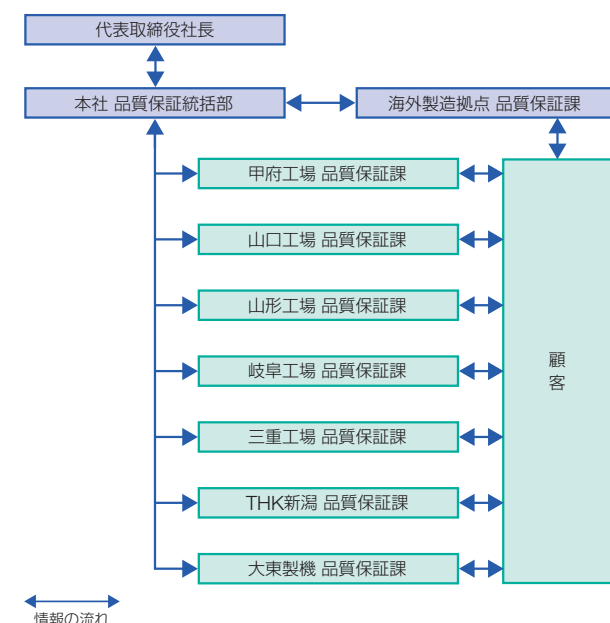 代表取締役社長
本社 品質保証統括部
海外製造拠点 品質保証課
甲府工場 品質保証課
山口工場 品質保証課
山形工場 品質保証課
岐阜工場 品質保証課
三重工場 品質保証課
THK新潟 品質保証課
大東製機 品質保証課
顧客
情報の流れ